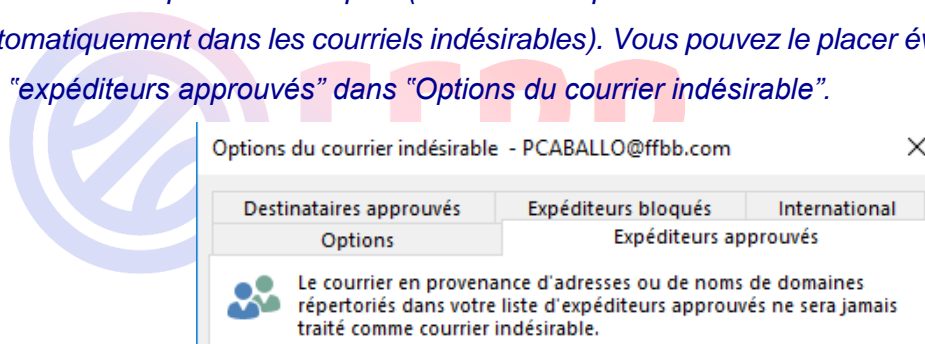 tomatiquement dans les courriels indésirables). Vous pouvez le placer
"expéditeurs approuvés" dans "Options du courrier indésirable".
Options du courrier indésirable - PCABALLO@ffbb.com
Destinataires approuvés Expéditeurs bloqués International
Options Expéditeurs approuvés
Le courrier en provenance d'adresses ou de noms de domaines
répertoriés dans votre liste d'expéditeurs approuvés ne sera jamais
traité comme courrier indésirable.